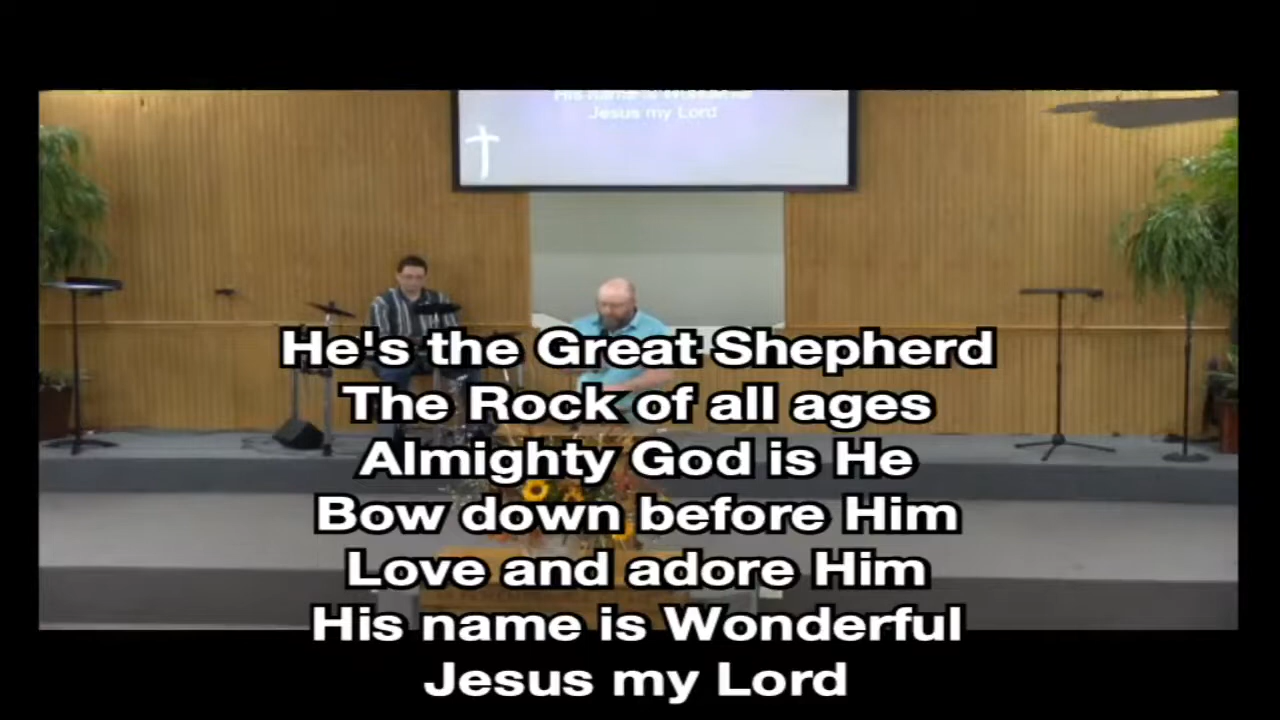 Jesus my Lord
He's the Great Shepherd
The Rock of all ages
Almighty God is He
Bow down before Him
Love and adore Him
His name is Wonderful
Jesus my Lord